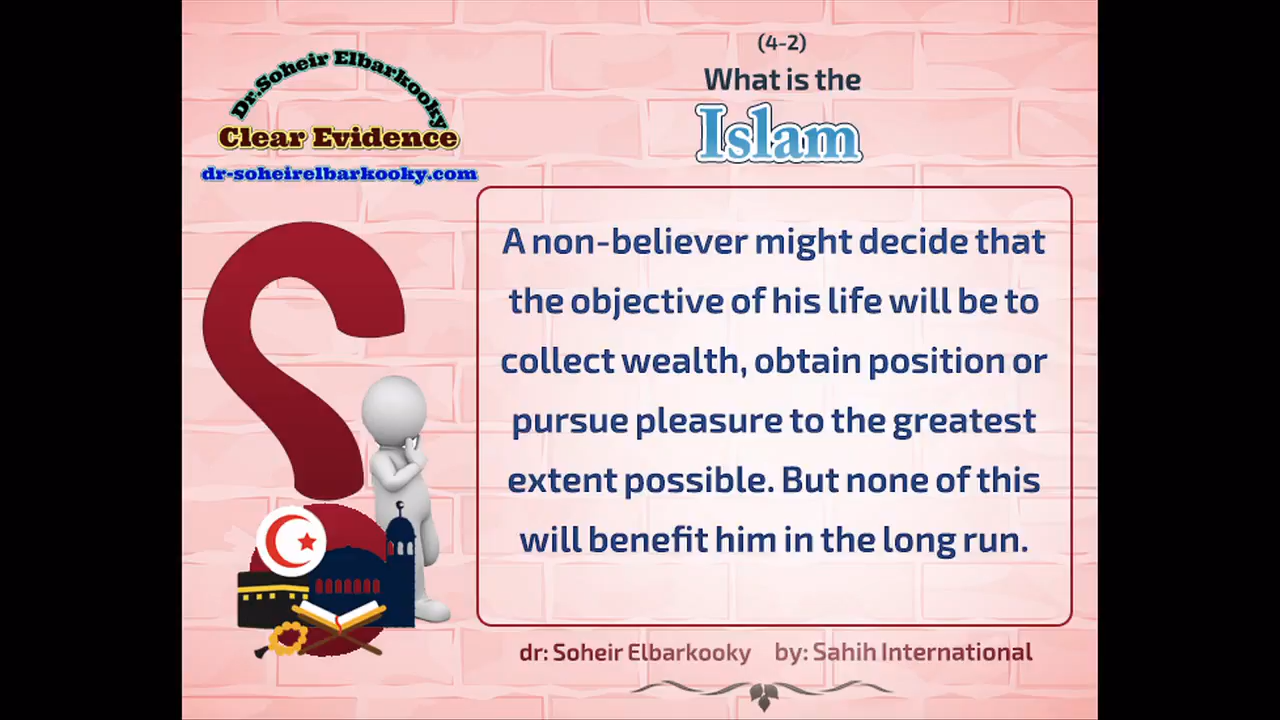 Dr.Soheir Elbarkooky
Clear Evidence
dr-soheirelbarkooky.com
(4-2)
What is the
Islam
A non-believer might decide that
the objective of his life will be to
collect wealth, obtain position or
pursue pleasure to the greatest
extent possible. But none of this
will benefit him in the long run.
dr: Soheir Elbarkooky by: Sahih International